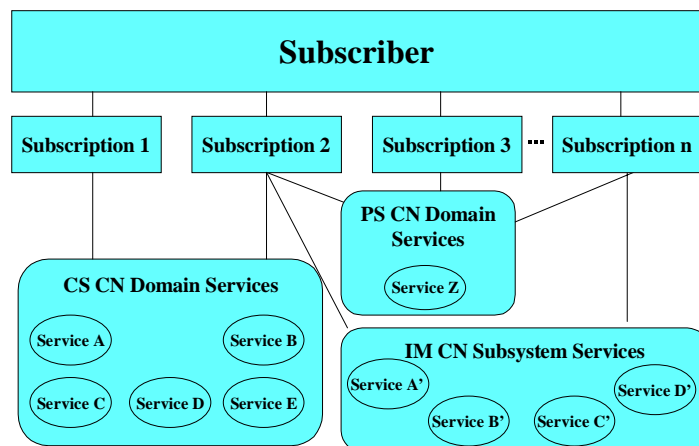 Subscriber
Subscription 1
Subscription 2
Subscription 3
...
Subscription n
PS CN Domain
Services
Service Z
CS CN Domain Services
Service A
Service B
Service C
Service D
Service E
IM CN Subsystem Services
Service A’
Service B’
Service C’
Service D’